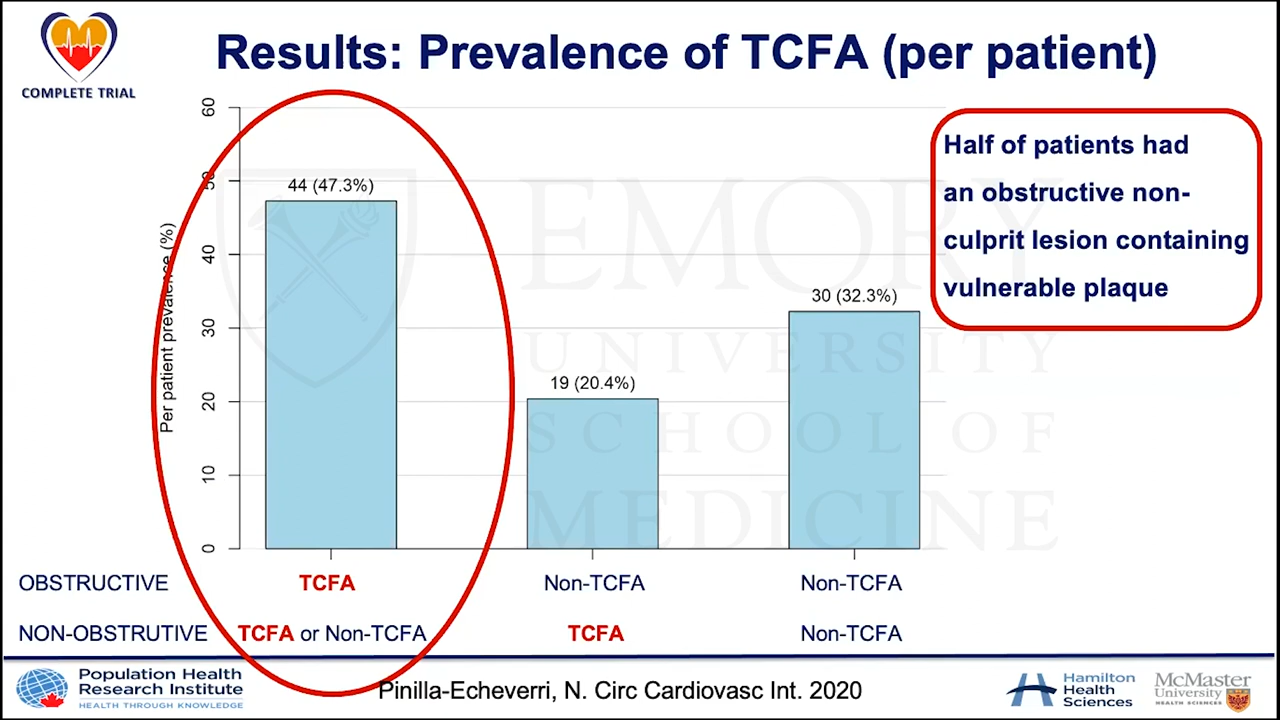 Results: Prevalence of TCFA (per patient)
COMPLETE TRIAL
Per patient prevalence (%)
60
50
40
30
20
10
0
44 (47.3%)
19 (20.4%)
30 (32.3%)
Half of patients had
an obstructive non-
culprit lesion containing
vulnerable plaque
EMORY
UNIVERSITY
SCHOOL OF
MEDICINE
OBSTRUCTIVE TCFA Non-TCFA Non-TCFA
NON-OBSTRUTIVE TCFA or Non-TCFA TCFA Non-TCFA
Population Health
Research Institute
HEALTH THROUGH KNOWLEDGE
Pinilla-Echeverri, N. Circ Cardiovasc Int. 2020
Hamilton
Health
Sciences
McMaster
University
HEALTH SCIENCES